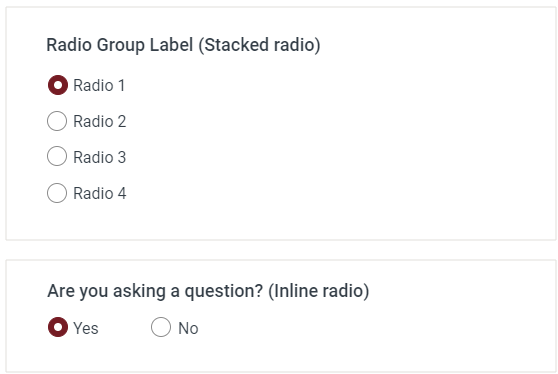 Radio Group Label (Stacked radio)
Radio 1
Radio 2
Radio 3
Radio 4
Are you asking a question? (Inline radio)
Yes No